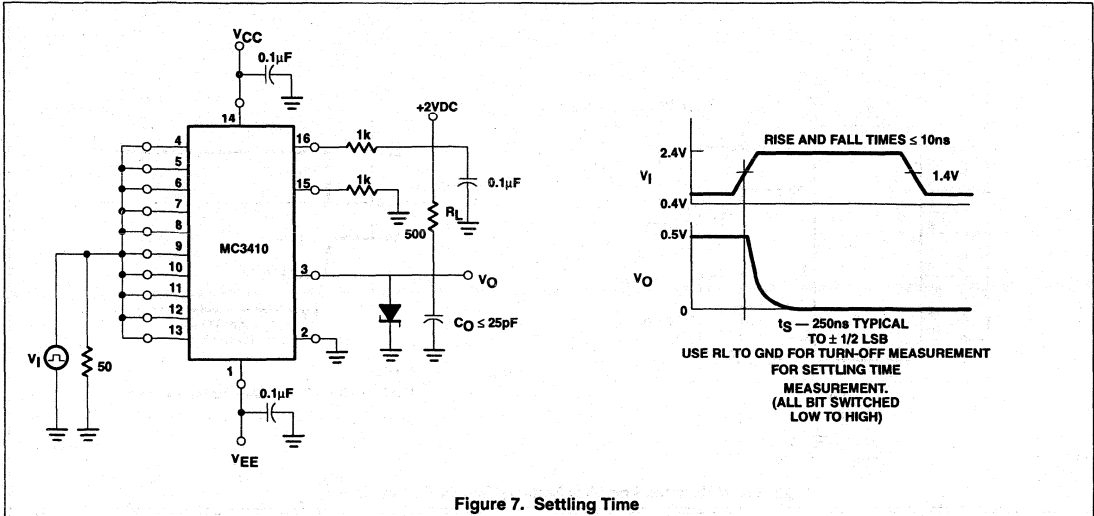 VCC
0.1μF
14
4
5
6
7
8
9
10
11
12
13
MC3410
16
15
3
2
1
1k
1k
+2VDC
0.1μF
RL
500
VO
CO ≤ 25pF
VI
50
0.1μF
VEE
RISE AND FALL TIMES ≤ 10ns
2.4V
VI
1.4V
0.4V
0.5V
VO
0
tS — 250ns TYPICAL
TO ± 1/2 LSB
USE RL TO GND FOR TURN-OFF MEASUREMENT
FOR SETTLING TIME
MEASUREMENT.
(ALL BIT SWITCHED
LOW TO HIGH)
Figure 7. Settling Time